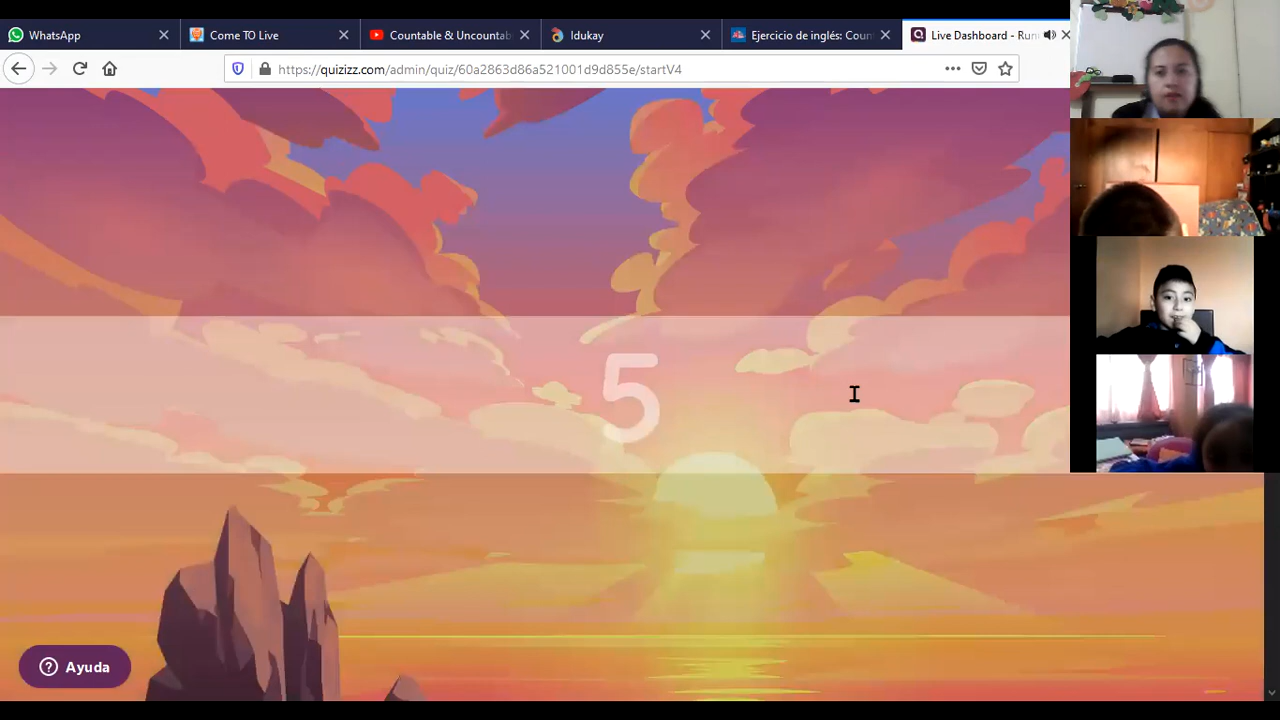 WhatsApp
Come TO Live
Countable & Uncountab
Idukay
Ejercicio de inglés: Coun
Live Dashboard - Run
https://quizizz.com/admin/quiz/60a2863d86a521001d9d855e/startV4
5
Ayuda